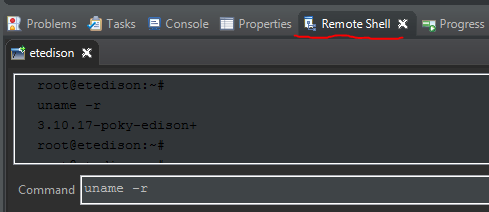 Problems Tasks Console Properties Remote Shell Progress
etedison
root@etedison:~#
uname -r
3.10.17-poky-edison+
root@etedison:~#
Command uname -r